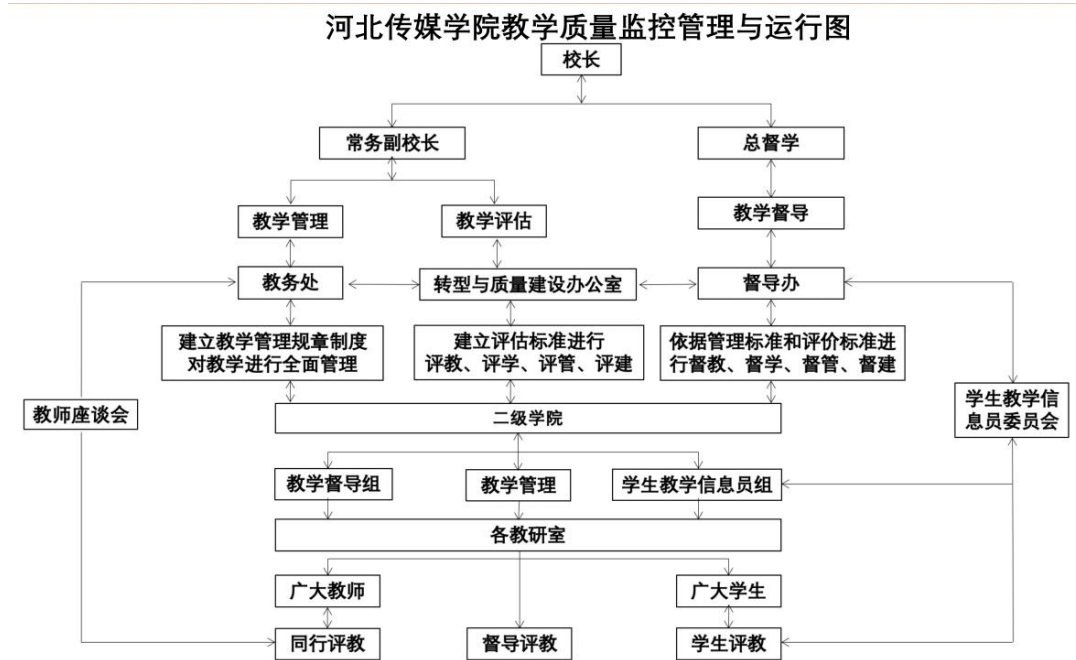 河北传媒学院教学质量监控管理与运行图
校长
常务副校长
总督学
教学管理
教学评估
教学督导
教务处
转型与质量建设办公室
督导办
建立教学管理规章制度
对教学进行全面管理
建立评估标准进行
评教、评学、评管、评建
依据管理标准和评价标准进
行督教、督学、督管、督建
教师座谈会
二级学院
学生教学信
息员委员会
教学督导组
教学管理
学生教学信息员组
各教研室
广大教师
广大学生
同行评教
督导评教
学生评教